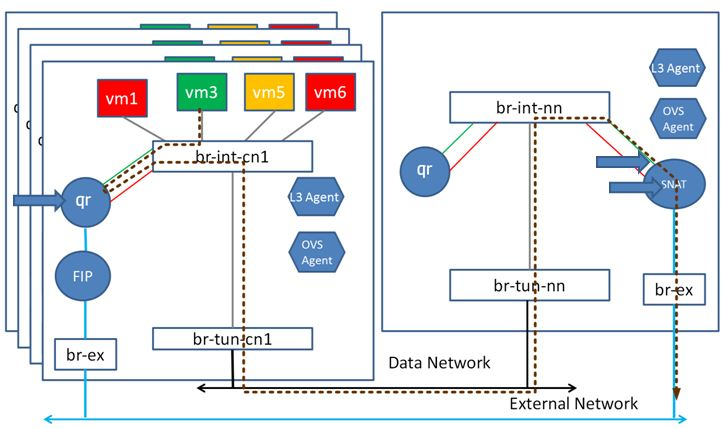 vm1
vm3
vm5
vm6
br-int-cn1
qr
L3 Agent
OVS
Agent
FIP
br-ex
br-tun-cn1
br-int-nn
L3 Agent
OVS
Agent
qr
SNAT
br-tun-nn
br-ex
Data Network
External Network